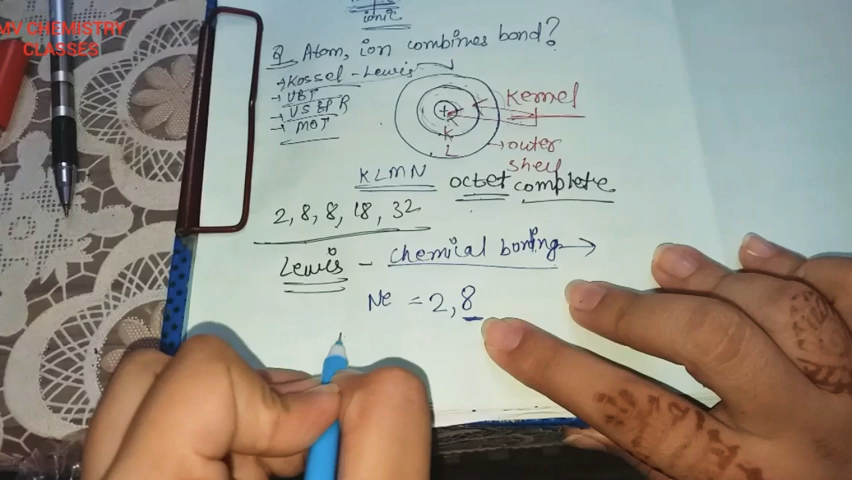 MV CHEMISTRY
CLASSES
ionic
Q Atom, ion combines bond?
→ Kossel - Lewis
→ VBT
→ VSEPR
→ MOT
Kernel
K
L
→ outer
shell
KLMN octet complete
2, 8, 8, 18, 32
Lewis - Chemical boning →
Ne = 2, 8